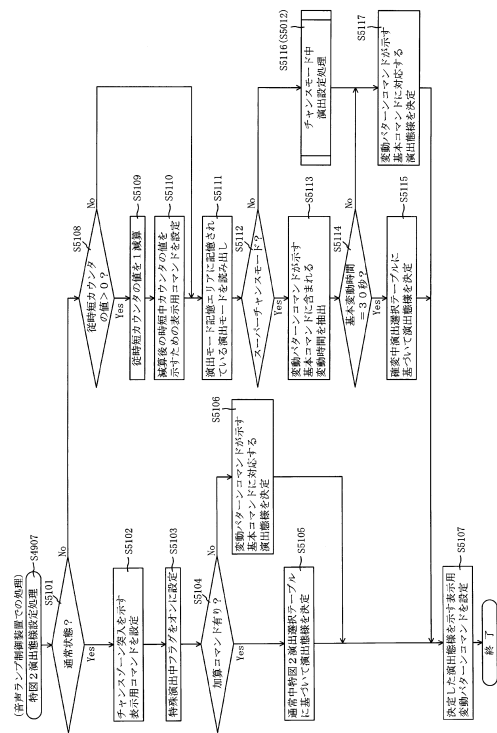 (音声ランプ制御装置での処理)
特図2演出態様設定処理
S4907
S5101
通常状態?
Yes
No
S5102
チャンスゾーン突入を示す
表示用コマンドを設定
S5103
特殊演出中フラグをオンに設定
S5104
加算コマンド有り?
Yes
No
S5105
通常中特図2演出選択テーブル
に基づいて演出態様を決定
S5106
変動パターンコマンドが示す
基本コマンドに対応する
演出態様を決定
S5107
決定した演出態様を示す表示用
変動パターンコマンドを設定
終了
S5108
従時短カウンタ
の値>0?
Yes
No
S5109
従時短カウンタの値を1減算
S5110
減算後の時短中カウンタの値を
示すための表示用コマンドを設定
S5111
演出モード記憶エリアに記憶され
ている演出モードを読み出し
S5112
スーパーチャンスモード?
Yes
No
S5113
変動パターンコマンドが示す
基本コマンドに含まれる
変動時間を抽出
S5114
基本変動時間
=30秒?
Yes
No
S5115
確変中演出選択テーブルに
基づいて演出態様を決定
S5116(S5012)
チャンスモード中
演出設定処理
S5117
変動パターンコマンドが示す
基本コマンドに対応する
演出態様を決定